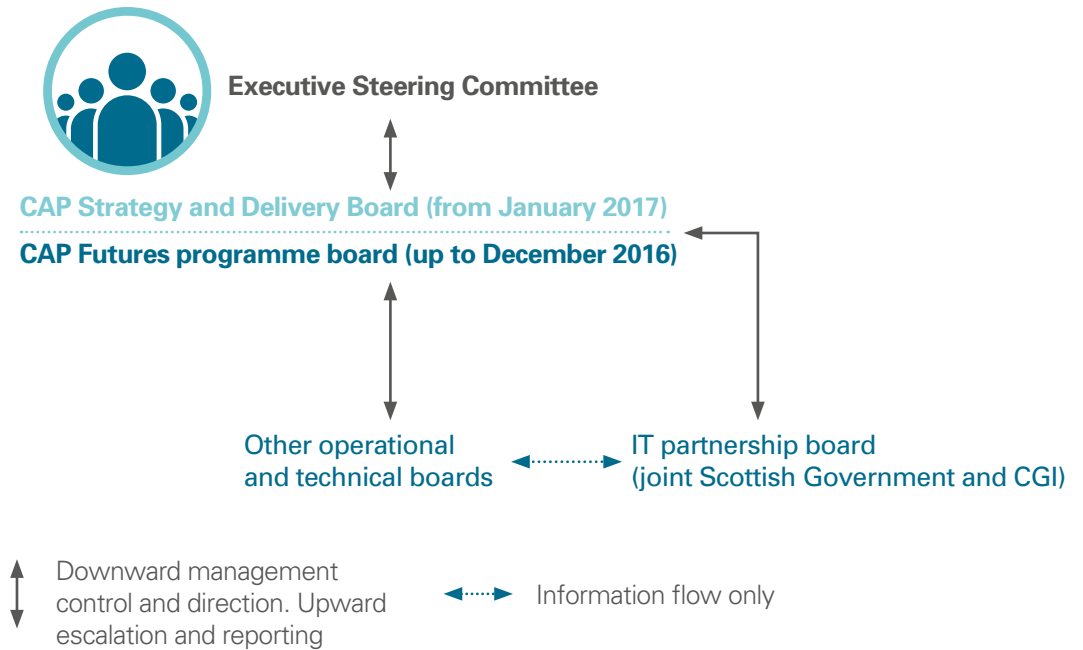 Executive Steering Committee
CAP Strategy and Delivery Board (from January 2017)
CAP Futures programme board (up to December 2016)
Other operational
and technical boards
IT partnership board
(joint Scottish Government and CGI)
Downward management
control and direction. Upward
escalation and reporting
Information flow only